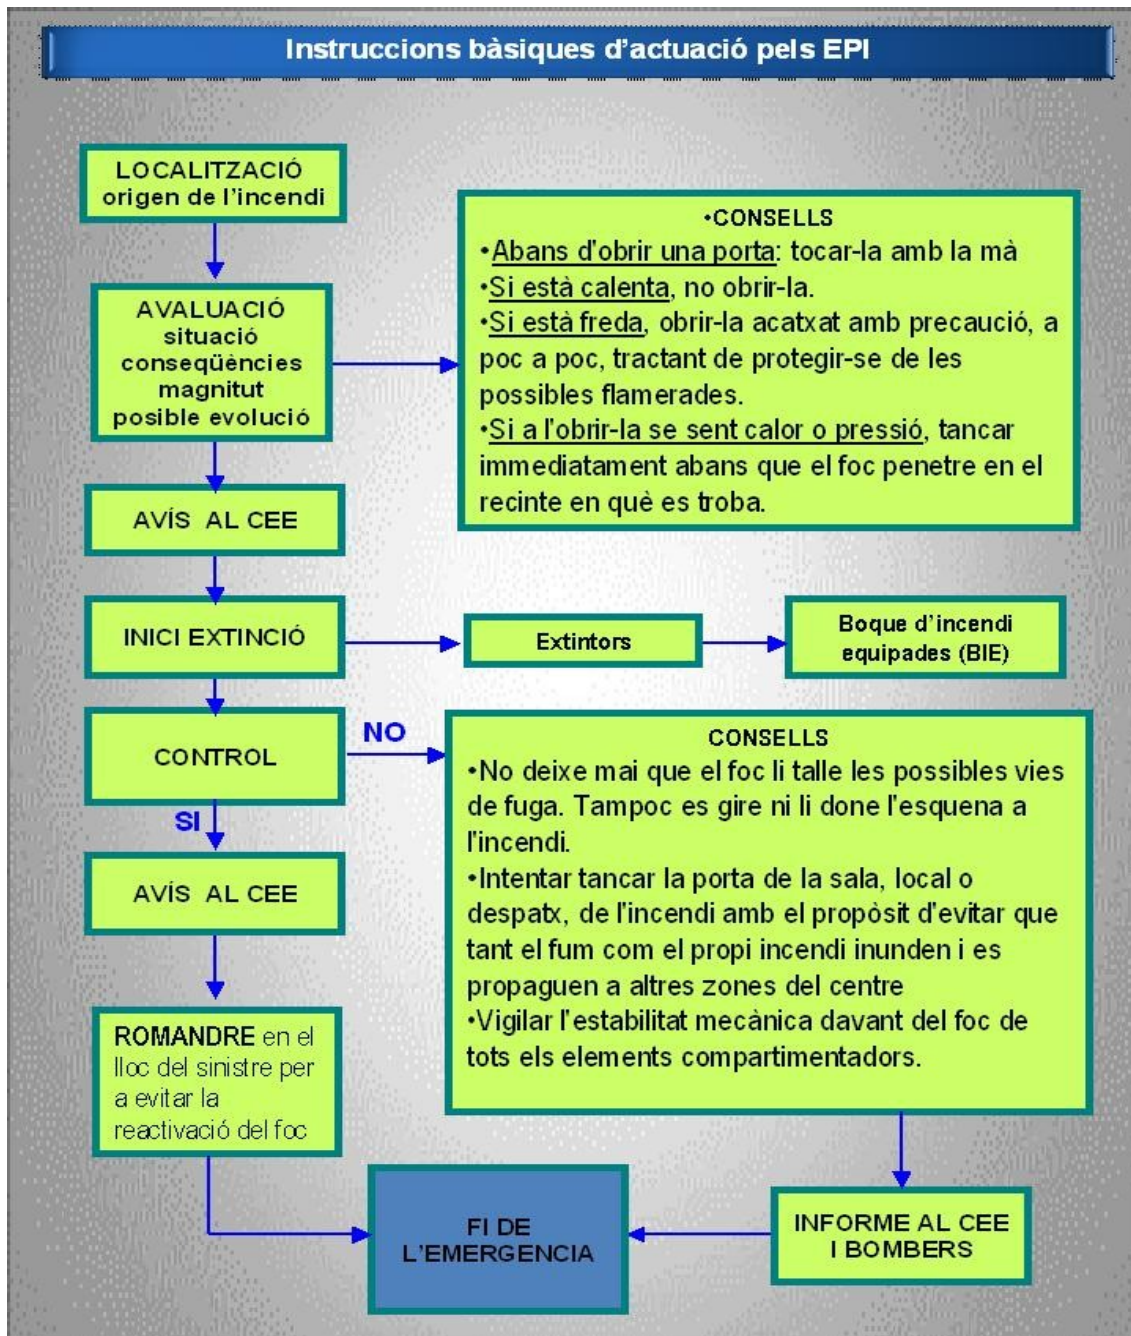 Instruccions bàsiques d'actuació pels EPI
LOCALITZACIÓ
origen de l'incendi
AVALUACIÓ
situació
conseqüències
magnitut
posible evolució
•CONSELLS
•Abans d'obrir una porta: tocar-la amb la mà
•Si està calenta, no obrir-la.
•Si està freda, obrir-la acatxat amb precaució, a
poc a poc, tractant de protegir-se de les
possibles flamerades.
•Si a l'obrir-la se sent calor o pressió, tancar
immediatament abans que el foc penetre en el
recinte en què es troba.
AVÍS AL CEE
INICI EXTINCIÓ
Extintors
Boque d'incendi
equipades (BIE)
CONTROL
NO
SI
CONSELLS
•No deixe mai que el foc li talle les possibles vies
de fuga. Tampoc es gire ni li done l'esquena a
l'incendi.
•Intentar tancar la porta de la sala, local o
despatx, de l'incendi amb el propòsit d'evitar que
tant el fum com el propi incendi inunden i es
propaguen a altres zones del centre
•Vigilar l'estabilitat mecànica davant del foc de
tots els elements compartimentadors.
AVÍS AL CEE
ROMANDRE en el
lloc del sinistre per
a evitar la
reactivació del foc
FI DE
L'EMERGENCIA
INFORME AL CEE
I BOMBERS